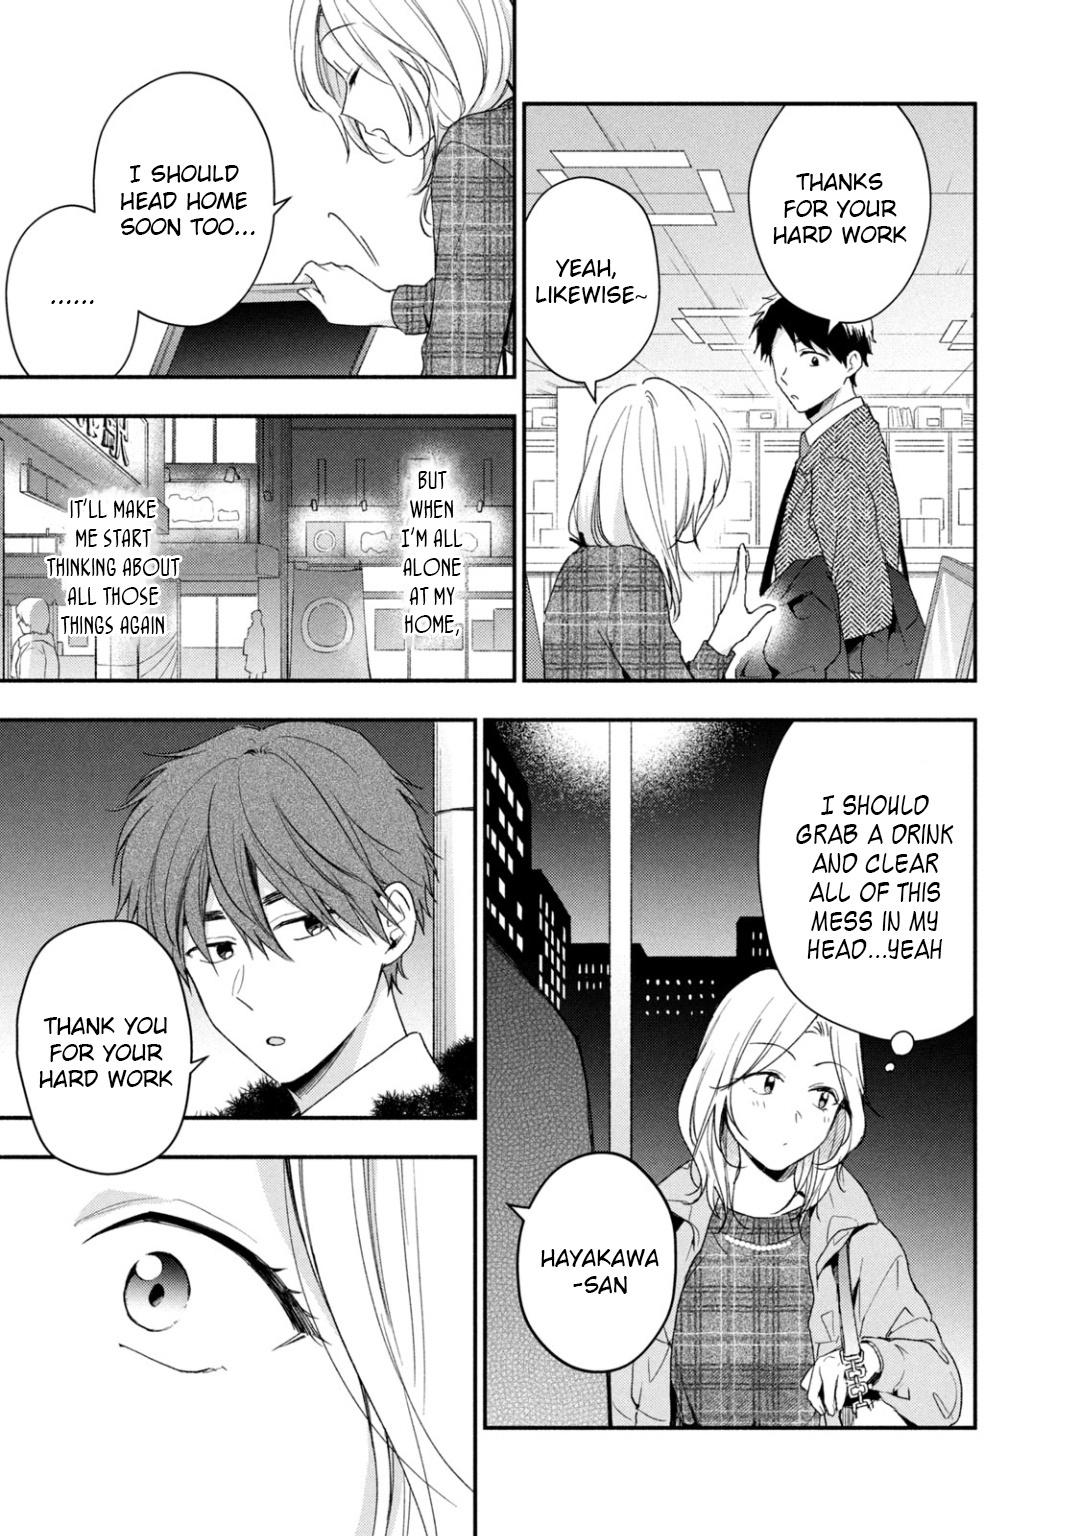 THANKS
FOR YOUR
HARD WORK
YEAH,
LIKEWISE~
I SHOULD
HEAD HOME
SOON TOO...
......
BUT
WHEN
I'M ALL
ALONE
AT MY
HOME,
IT'LL MAKE
ME START
THINKING ABOUT
ALL THOSE
THINGS AGAIN
I SHOULD
GRAB A DRINK
AND CLEAR
ALL OF THIS
MESS IN MY
HEAD...YEAH
HAYAKAWA
-SAN
THANK YOU
FOR YOUR
HARD WORK